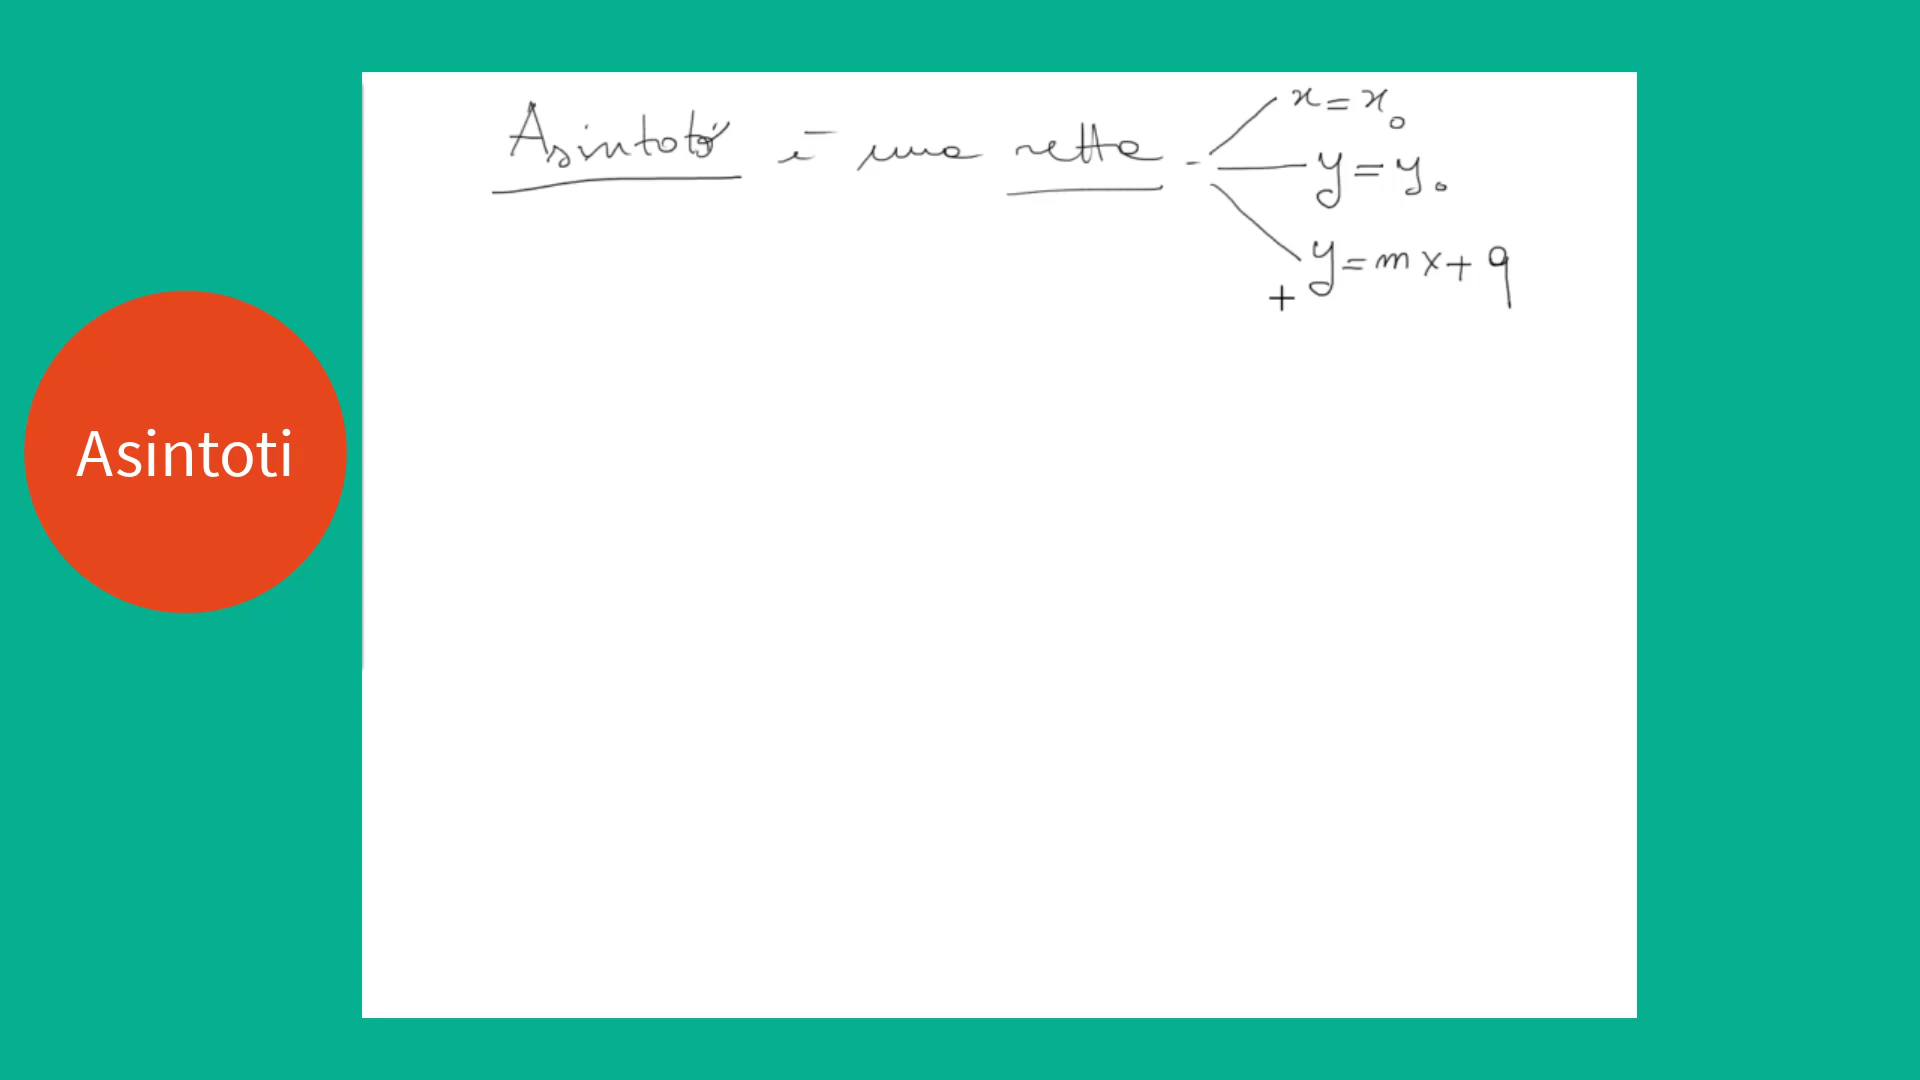 Asintoto è una retta - x = x₀
y = y₀
y = mx + q
Asintoti